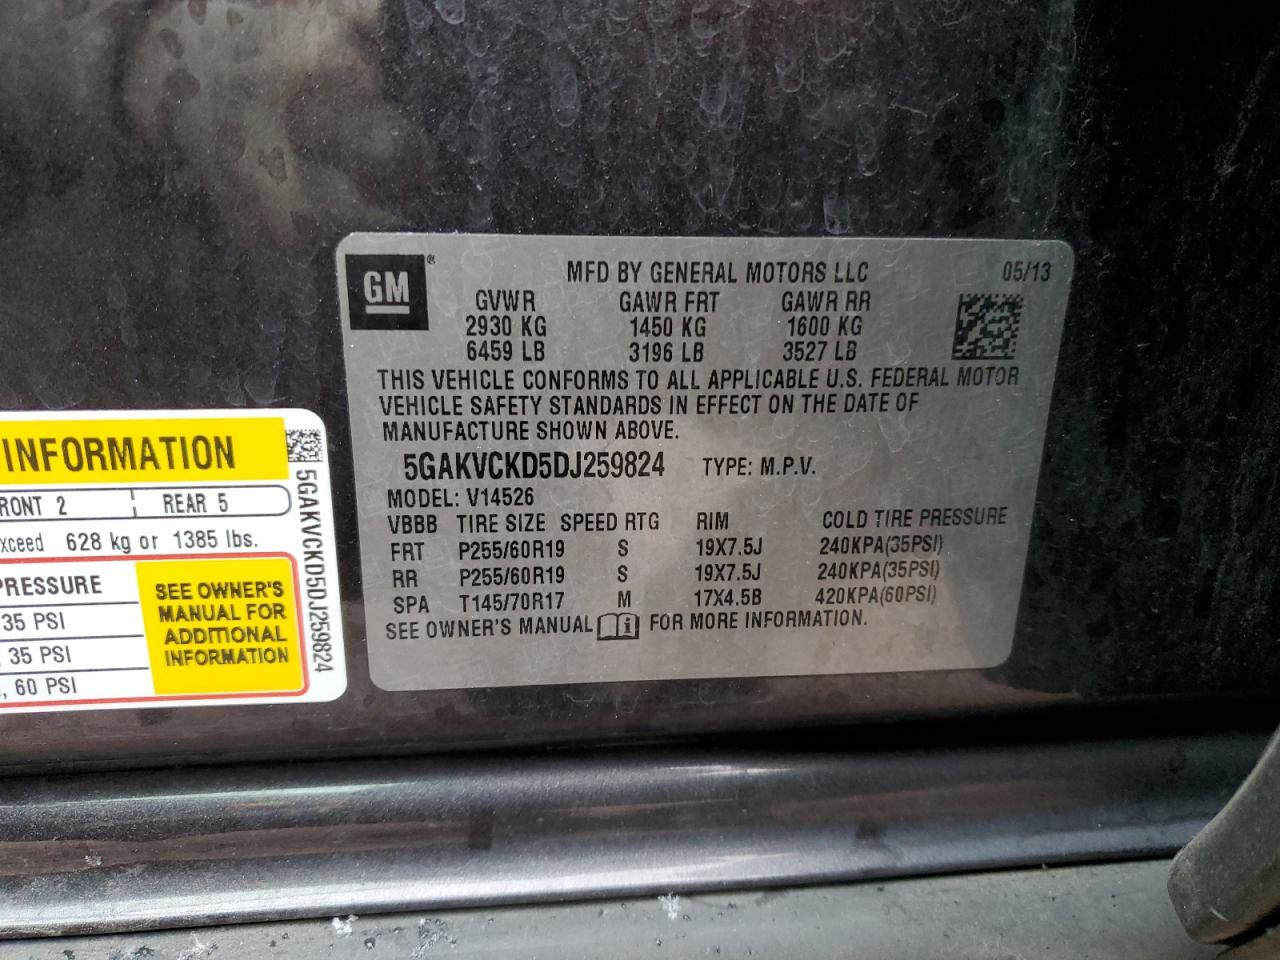 GM®
MFD BY GENERAL MOTORS LLC 05/13
GVWR GAWR FRT GAWR RR
2930 KG 1450 KG 1600 KG
6459 LB 3196 LB 3527 LB
THIS VEHICLE CONFORMS TO ALL APPLICABLE U.S. FEDERAL MOTOR
VEHICLE SAFETY STANDARDS IN EFFECT ON THE DATE OF
MANUFACTURE SHOWN ABOVE.
5GAKVCKD5DJ259824 TYPE: M.P.V.
MODEL: V14526
VBBB TIRE SIZE SPEED RTG RIM COLD TIRE PRESSURE
FRT P255/60R19 S 19X7.5J 240KPA(35PSI)
RR P255/60R19 S 19X7.5J 240KPA(35PSI)
SPA T145/70R17 M 17X4.5B 420KPA(60PSI)
SEE OWNER'S MANUAL FOR MORE INFORMATION.
INFORMATION
RONT 2 REAR 5
xceed 628 kg or 1385 lbs.
PRESSURE
35 PSI
, 35 PSI
, 60 PSI
SEE OWNER'S
MANUAL FOR
ADDITIONAL
INFORMATION
5GAKVCKD5DJ259824